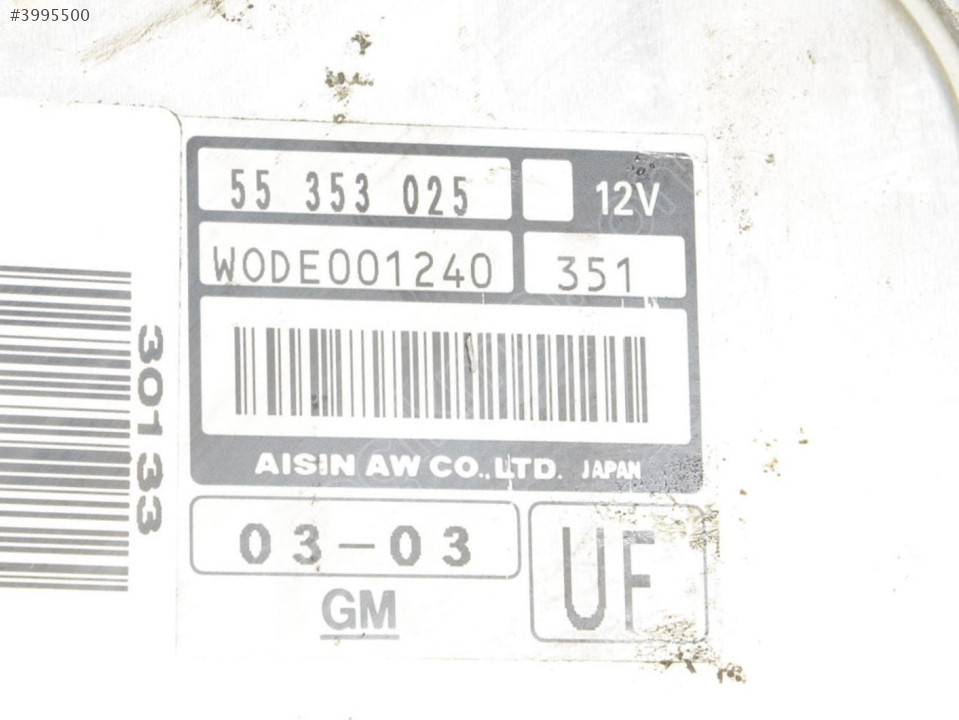 #3995500
55 353 025
12V
WODE001240
351
30133
AISIN AW CO., LTD. JAPAN
03-03
UF
GM